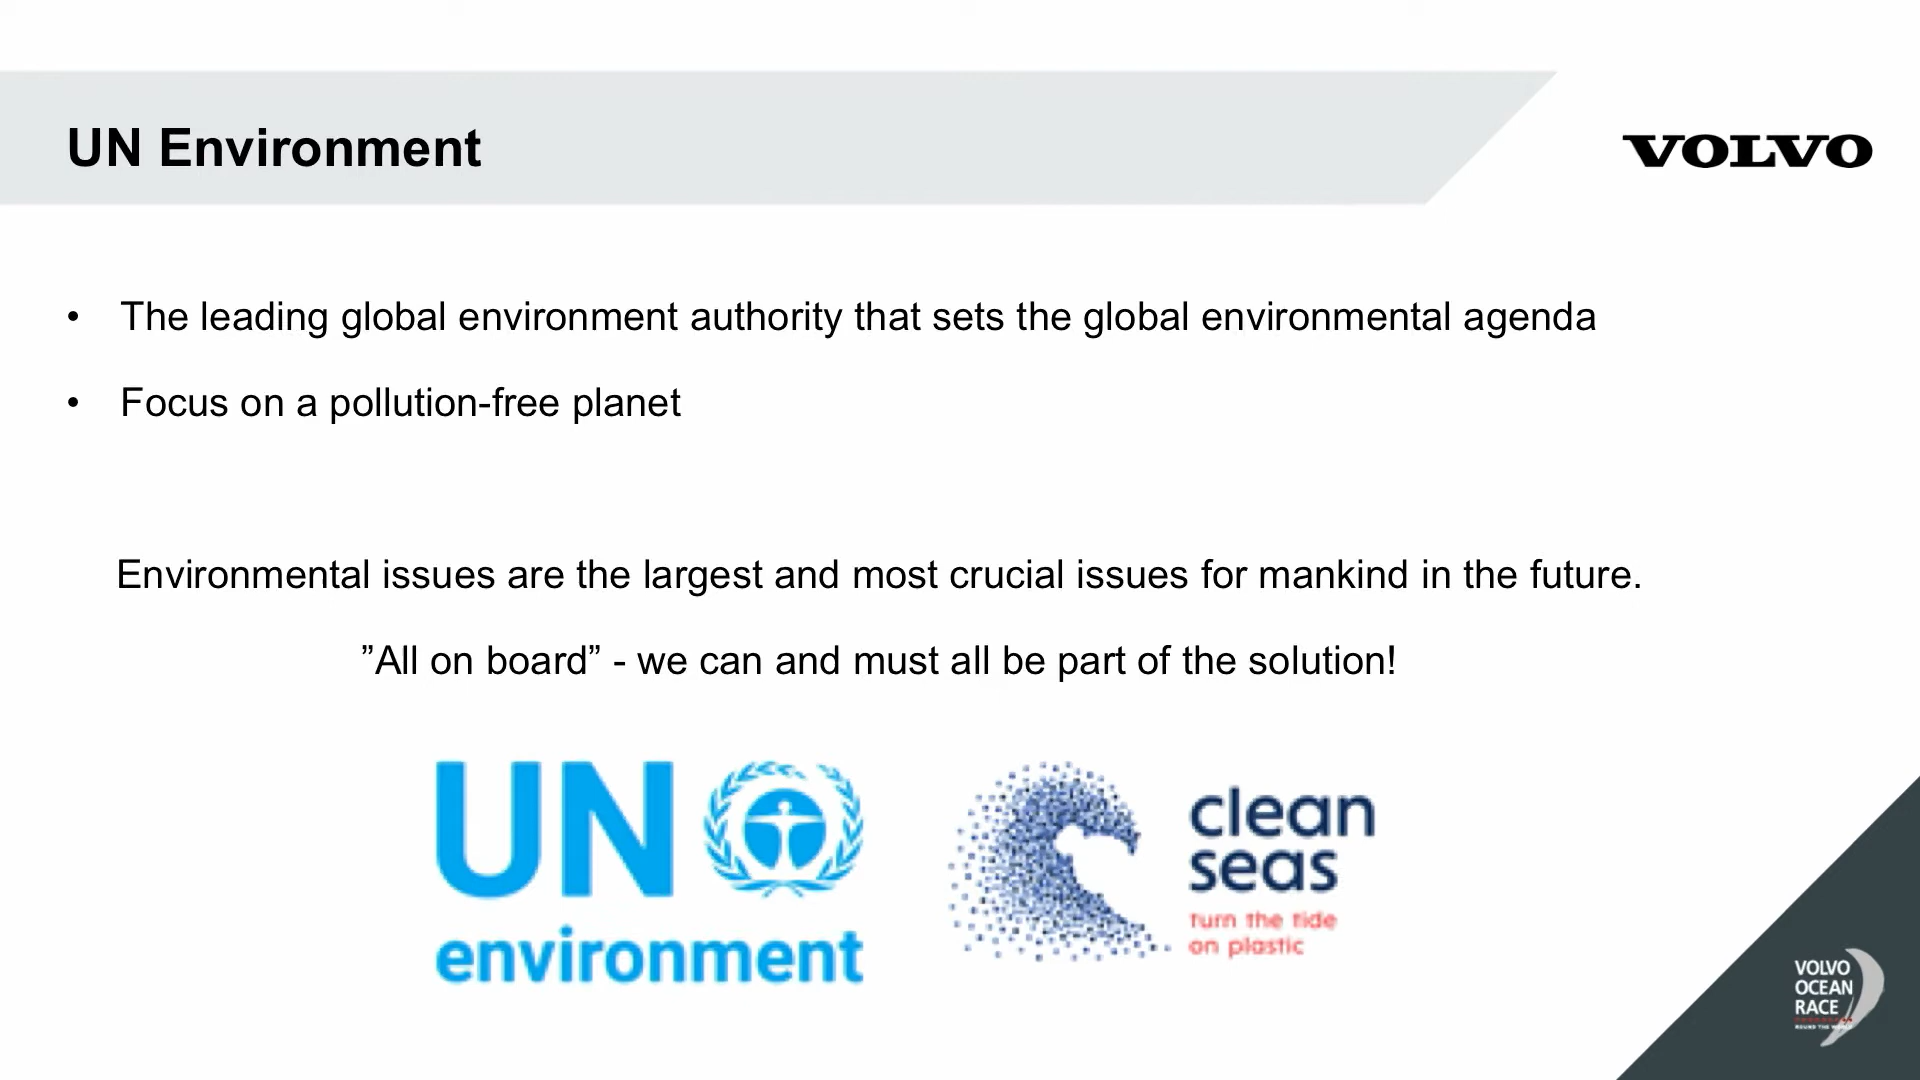 UN Environment
VOLVO
• The leading global environment authority that sets the global environmental agenda
• Focus on a pollution-free planet
Environmental issues are the largest and most crucial issues for mankind in the future.
”All on board” - we can and must all be part of the solution!
UN
environment
clean
seas
turn the tide
on plastic
VOLVO
OCEAN
RACE
ROUND THE WORLD